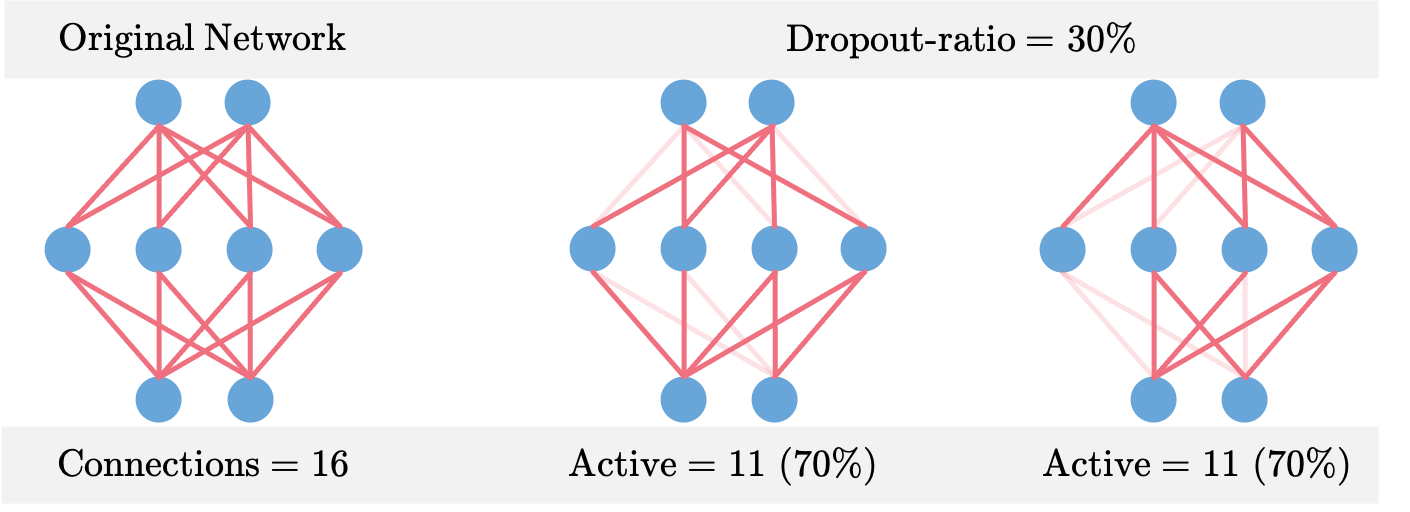 Original Network
Dropout-ratio = 30%
Connections = 16
Active = 11 (70%)
Active = 11 (70%)